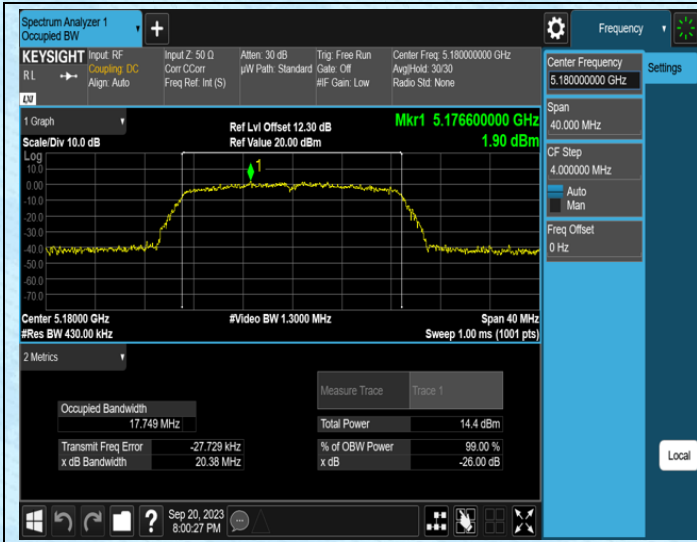 Spectrum Analyzer 1
Occupied BW
Frequency
KEYSIGHT
RL
LXI
Input: RF
Coupling: DC
Align: Auto
Input Z: 50 Ω
Corr CCorr
Freq Ref: Int (S)
Atten: 30 dB
µW Path: Standard
Trig: Free Run
Gate: Off
#IF Gain: Low
Center Freq: 5.180000000 GHz
Avg|Hold: 30/30
Radio Std: None
Center Frequency
5.180000000 GHz
Settings
Span
40.000 MHz
CF Step
4.000000 MHz
Auto
Man
Freq Offset
0 Hz
1 Graph
Scale/Div 10.0 dB
Ref Lvl Offset 12.30 dB
Ref Value 20.00 dBm
Mkr1 5.176600000 GHz
1.90 dBm
Log
10.0
0.00
-10.0
-20.0
-30.0
-40.0
-50.0
-60.0
-70.0
1
Center 5.18000 GHz
#Res BW 430.00 kHz
#Video BW 1.3000 MHz
Span 40 MHz
Sweep 1.00 ms (1001 pts)
2 Metrics
Measure Trace Trace 1
Occupied Bandwidth
17.749 MHz
Total Power 14.4 dBm
Transmit Freq Error -27.729 kHz
% of OBW Power 99.00 %
x dB Bandwidth 20.38 MHz
x dB -26.00 dB
Local
?
Sep 20, 2023
8:00:27 PM